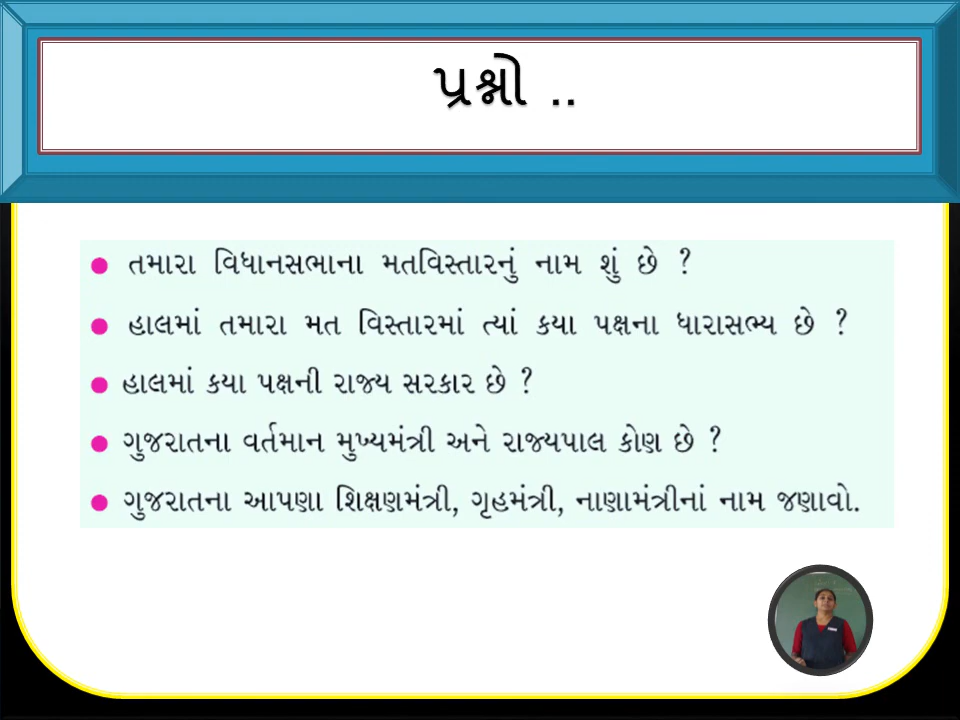 પ્રશ્નો ..
તમારા વિધાનસભાના મતવિસ્તારનું નામ શું છે ?
હાલમાં તમારા મત વિસ્તારમાં ત્યાં કયા પક્ષના ધારાસભ્ય છે ?
હાલમાં કયા પક્ષની રાજ્ય સરકાર છે ?
ગુજરાતના વર્તમાન મુખ્યમંત્રી અને રાજ્યપાલ કોણ છે ?
ગુજરાતના આપણા શિક્ષણમંત્રી, ગૃહમંત્રી, નાણામંત્રીનાં નામ જણાવો.